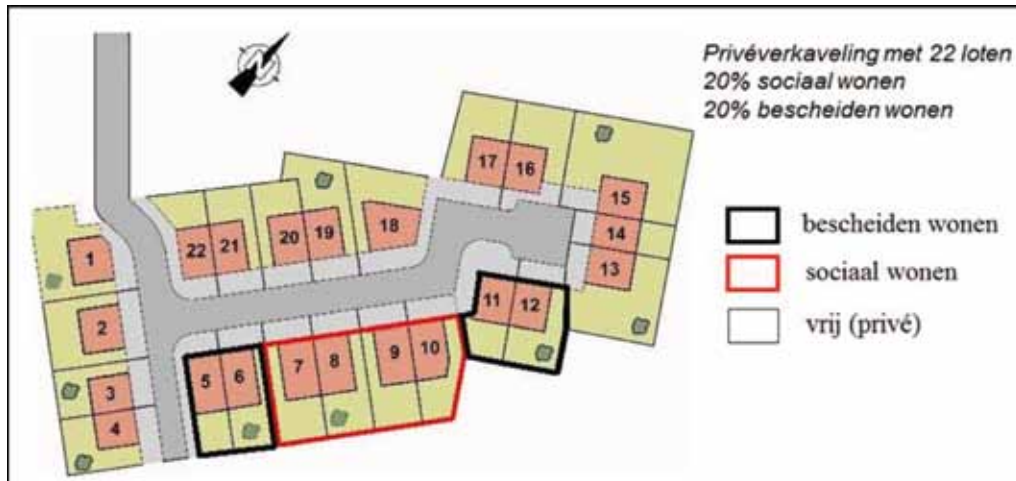 Privéverkaveling met 22 loten
20% sociaal wonen
20% bescheiden wonen
17 16
15
22 21 20 19 18
14
1
13
bescheiden wonen
11 12
sociaal wonen
2
vrij (privé)
5 6 7 8 9 10
3
4